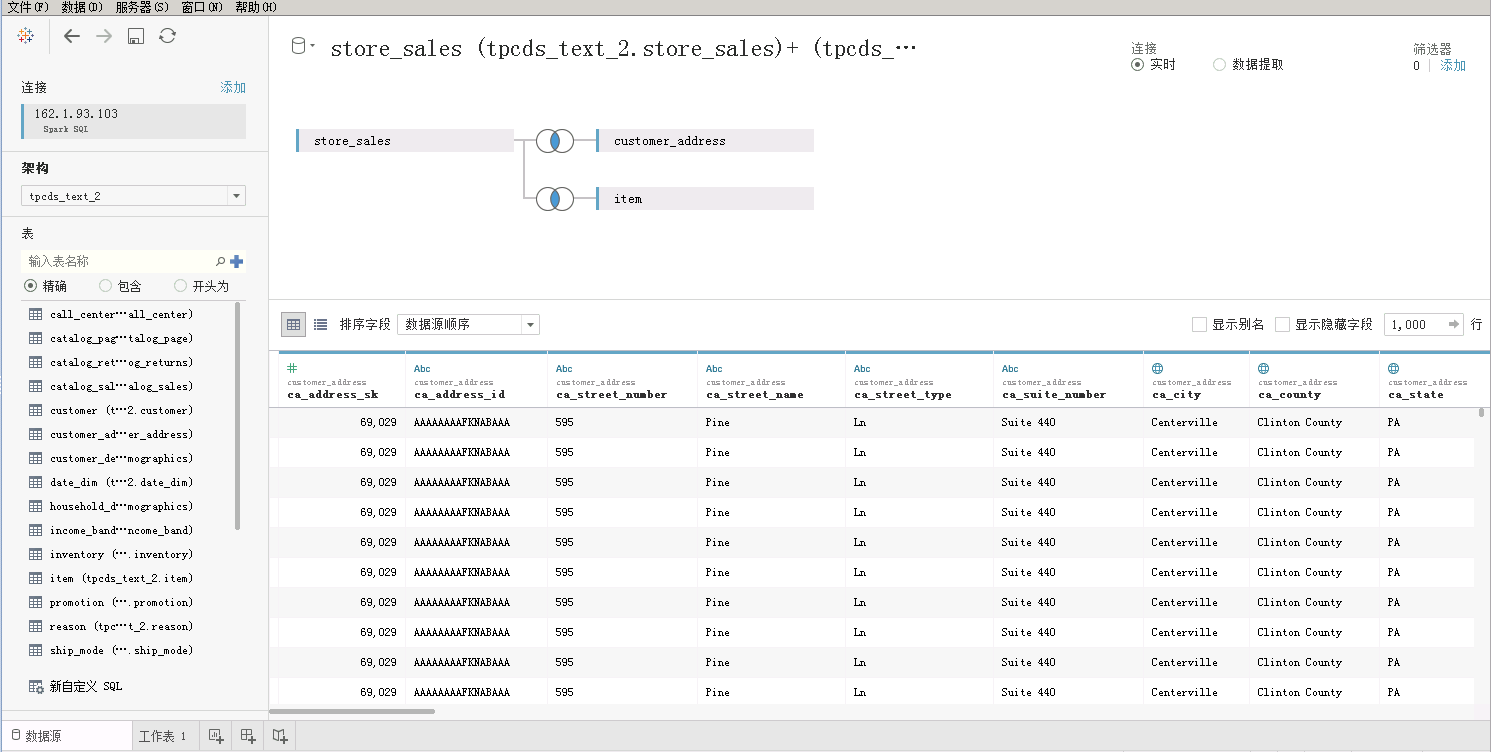 文件(F) 数据(D) 服务器(S) 窗口(N) 帮助(H)
连接 添加
162.1.93.103
Spark SQL
架构
tpcds_text_2
表
输入表名称
精确 包含 开头为
call_center⋯all_center)
catalog_pag⋯talog_page)
catalog_ret⋯og_returns)
catalog_sal⋯alog_sales)
customer (t⋯2.customer)
customer_ad⋯er_address)
customer_de⋯mographics)
date_dim (t⋯2.date_dim)
household_d⋯mographics)
income_band⋯ncome_band)
inventory (⋯.inventory)
item (tpcds_text_2.item)
promotion (⋯.promotion)
reason (tpc⋯t_2.reason)
ship_mode (⋯.ship_mode)
新自定义 SQL
store_sales (tpcds_text_2.store_sales)+ (tpcds_⋯
连接
实时 数据提取
筛选器
0 添加
store_sales customer_address
item
排序字段 数据源顺序 显示别名 显示隐藏字段 1,000 行
# Abc Abc Abc Abc Abc
customer_address customer_address customer_address customer_address customer_address customer_address customer_address customer_address customer_address
ca_address_sk ca_address_id ca_street_number ca_street_name ca_street_type ca_suite_number ca_city ca_county ca_state
69,029 AAAAAAAAFKNABAAA 595 Pine Ln Suite 440 Centerville Clinton County PA
69,029 AAAAAAAAFKNABAAA 595 Pine Ln Suite 440 Centerville Clinton County PA
69,029 AAAAAAAAFKNABAAA 595 Pine Ln Suite 440 Centerville Clinton County PA
69,029 AAAAAAAAFKNABAAA 595 Pine Ln Suite 440 Centerville Clinton County PA
69,029 AAAAAAAAFKNABAAA 595 Pine Ln Suite 440 Centerville Clinton County PA
69,029 AAAAAAAAFKNABAAA 595 Pine Ln Suite 440 Centerville Clinton County PA
69,029 AAAAAAAAFKNABAAA 595 Pine Ln Suite 440 Centerville Clinton County PA
69,029 AAAAAAAAFKNABAAA 595 Pine Ln Suite 440 Centerville Clinton County PA
69,029 AAAAAAAAFKNABAAA 595 Pine Ln Suite 440 Centerville Clinton County PA
69,029 AAAAAAAAFKNABAAA 595 Pine Ln Suite 440 Centerville Clinton County PA
数据源 工作表 1